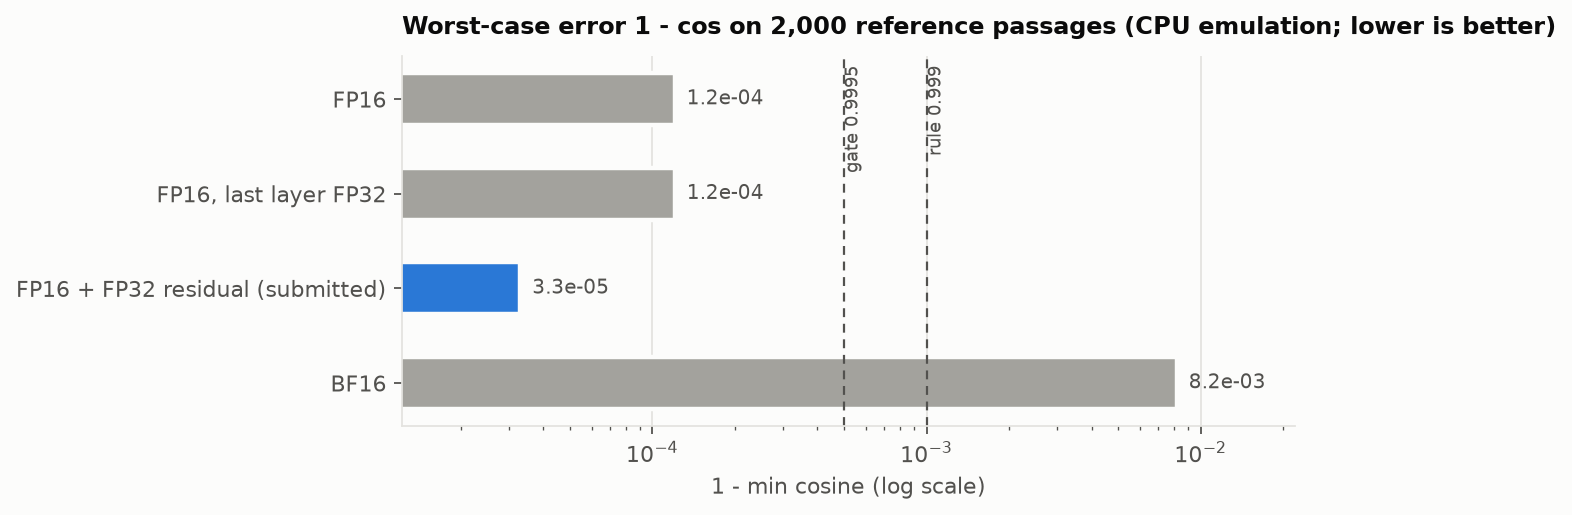 Worst-case error 1 - cos on 2,000 reference passages (CPU emulation; lower is better)
gate 0.9995
rule 0.999
FP16
1.2e-04
FP16, last layer FP32
1.2e-04
FP16 + FP32 residual (submitted)
3.3e-05
BF16
8.2e-03
10⁻⁴
10⁻³
10⁻²
1 - min cosine (log scale)